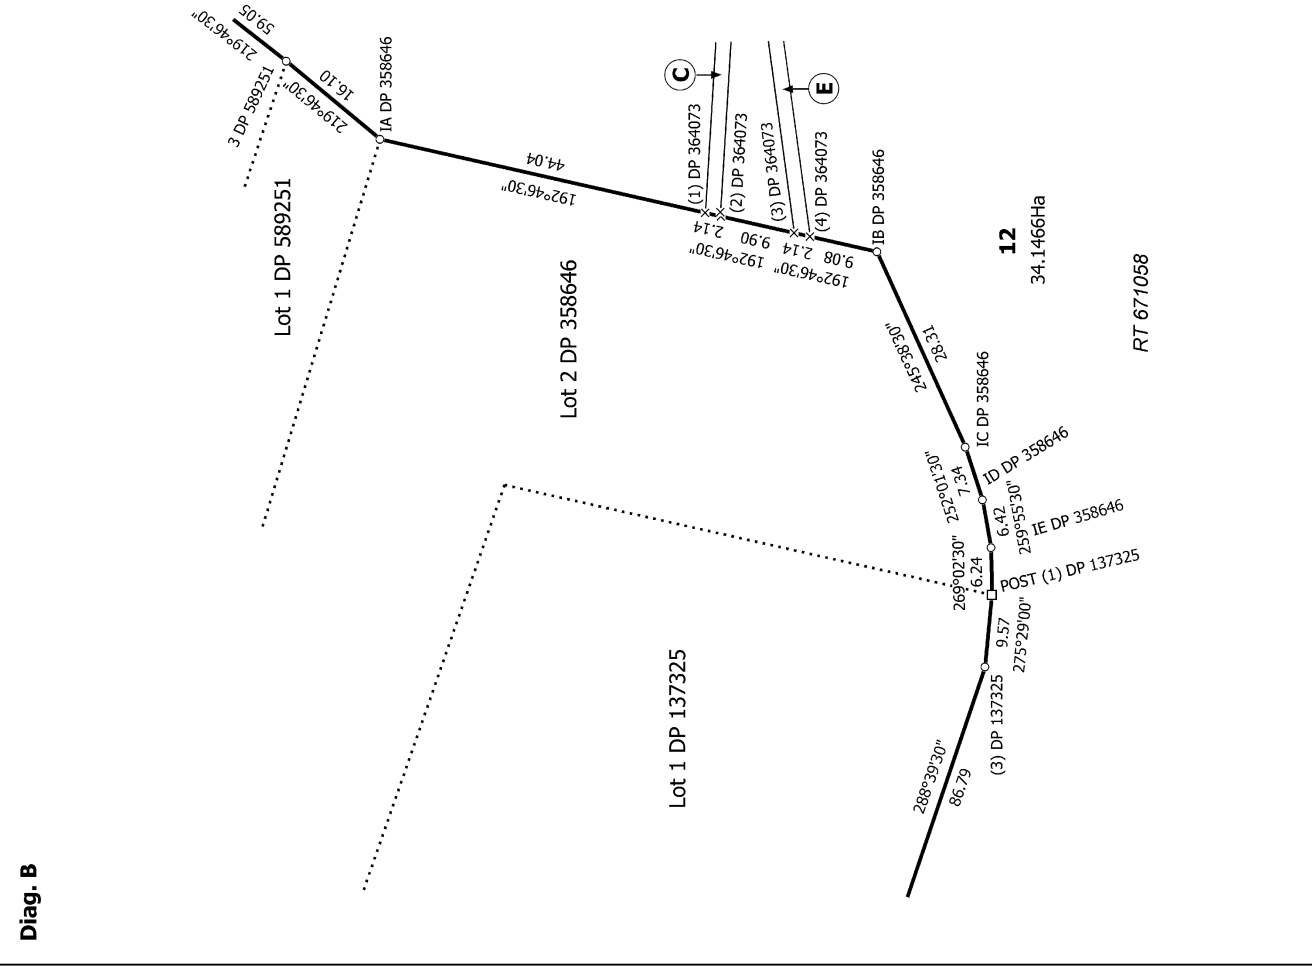 Diag. B
59.05
219°46'30"
3 DP 589251
16.10
219°46'30"
IA DP 358646
Lot 1 DP 589251
44.04
192°46'30"
C
(1) DP 364073
(2) DP 364073
E
(3) DP 364073
(4) DP 364073
2.14
9.90
192°46'30"
2.14
9.08
192°46'30"
IB DP 358646
12
34.1466Ha
RT 671058
Lot 2 DP 358646
245°38'30"
28.31
IC DP 358646
252°01'30"
7.34
ID DP 358646
6.42
259°55'30"
IE DP 358646
269°02'30"
6.24
POST (1) DP 137325
9.57
275°29'00"
(3) DP 137325
Lot 1 DP 137325
288°39'30"
86.79